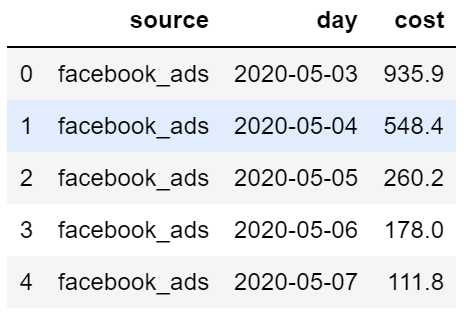 source day cost
0 facebook_ads 2020-05-03 935.9
1 facebook_ads 2020-05-04 548.4
2 facebook_ads 2020-05-05 260.2
3 facebook_ads 2020-05-06 178.0
4 facebook_ads 2020-05-07 111.8